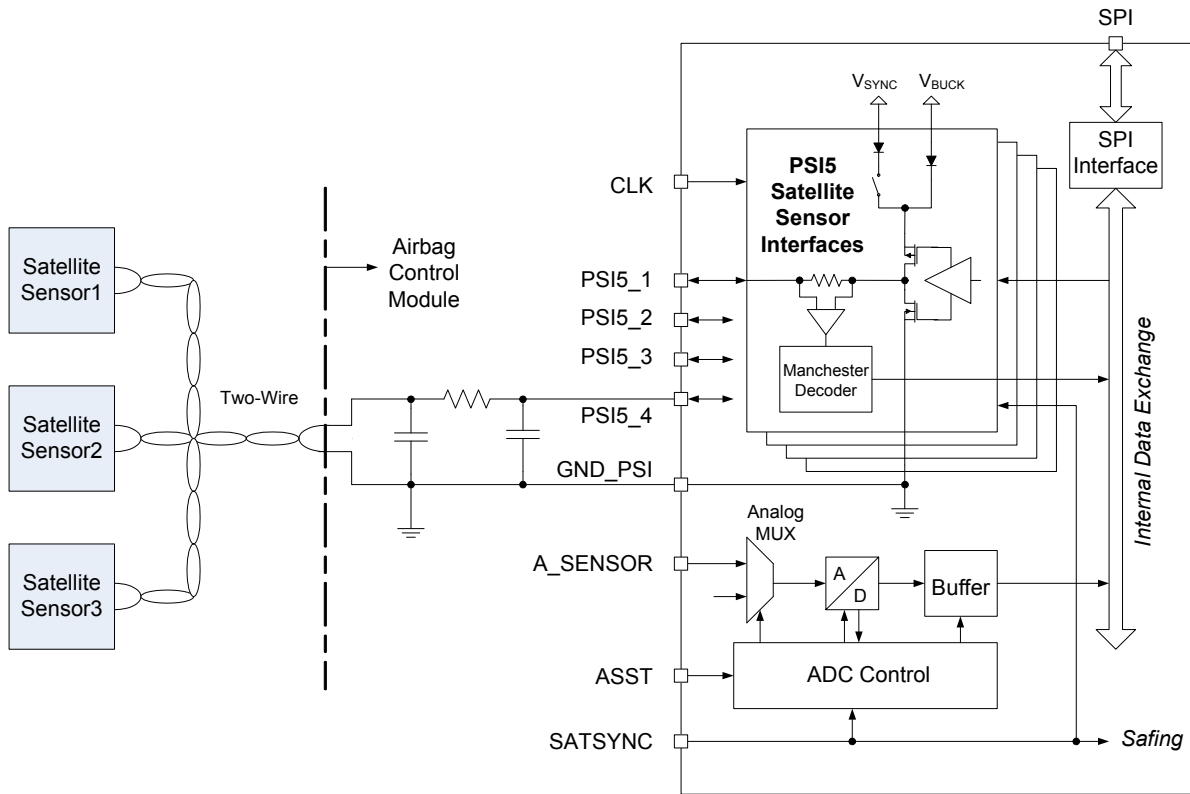 SPI
V_SYNC
V_BUCK
SPI
Interface
PSI5
Satellite
Sensor
Interfaces
CLK
Satellite
Sensor1
Airbag
Control
Module
PSI5_1
PSI5_2
PSI5_3
PSI5_4
Manchester
Decoder
Two-Wire
Satellite
Sensor2
GND_PSI
Internal Data Exchange
Analog
MUX
A_SENSOR
A
D
Buffer
Satellite
Sensor3
ASST
ADC Control
SATSYNC
Safing